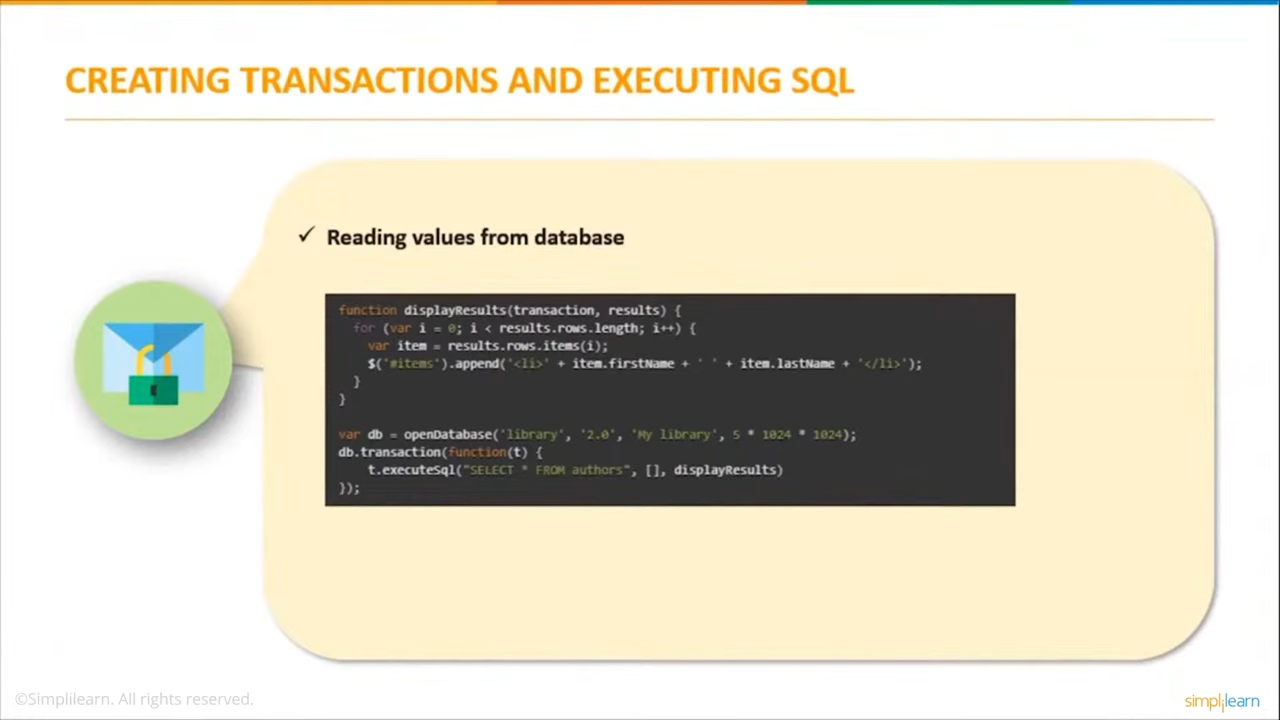 CREATING TRANSACTIONS AND EXECUTING SQL
✓ Reading values from database
function displayResults(transaction, results) {
  for (var i = 0; i < results.rows.length; i++) {
    var item = results.rows.items(i);
    $('#items').append('<li>' + item.firstName + ' ' + item.lastName + '</li>');
  }
}
var db = openDatabase('library', '2.0', 'My library', 5 * 1024 * 1024);
db.transaction(function(t) {
    t.executeSql("SELECT * FROM authors", [], displayResults)
});
©Simplilearn. All rights reserved.
simplilearn